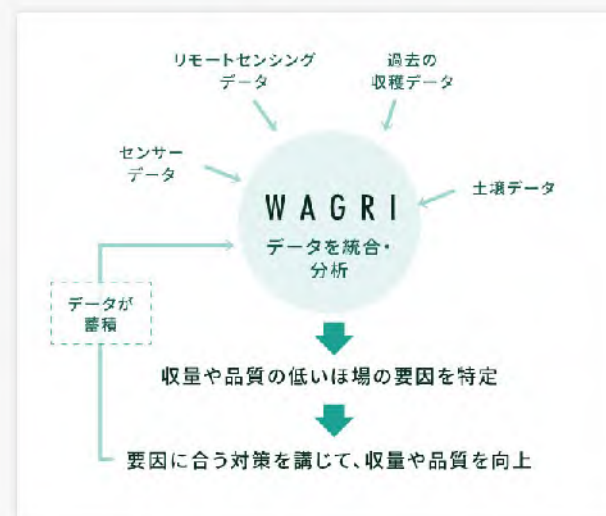 リモートセンシング
データ
過去の
収穫データ
センサー
データ
土壌データ
WAGRI
データを統合・
分析
データが
蓄積
収量や品質の低いほ場の要因を特定
要因に合う対策を講じて、収量や品質を向上